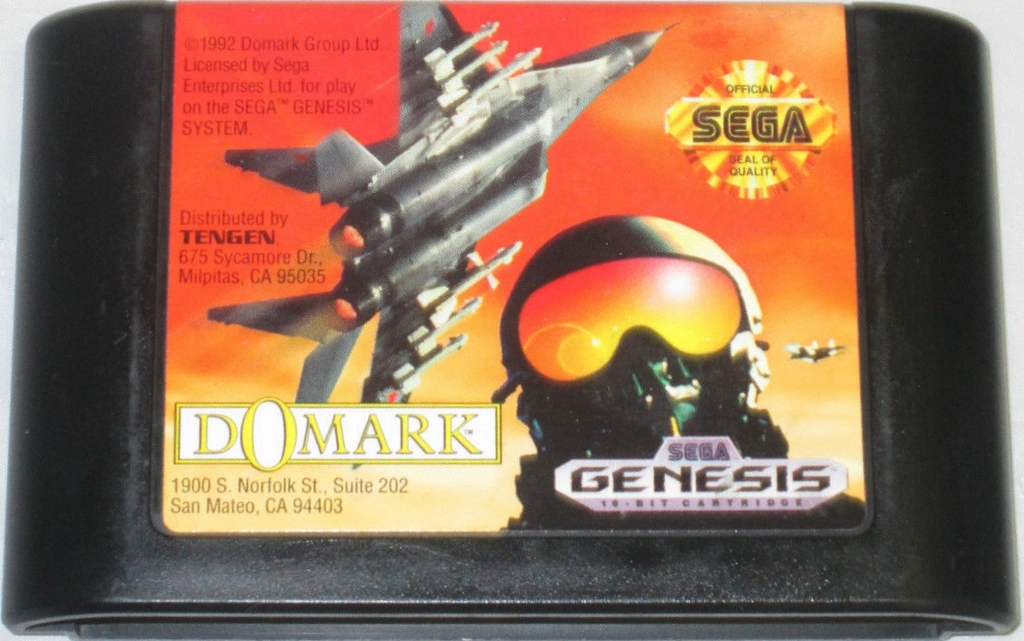 ©1992 Domark Group Ltd.
Licensed by Sega
Enterprises Ltd. for play
on the SEGA™ GENESIS™
SYSTEM.
OFFICIAL
SEGA
SEAL OF
QUALITY
Distributed by
TENGEN,
675 Sycamore Dr.,
Milpitas, CA 95035
DOMARK™
1900 S. Norfolk St., Suite 202
San Mateo, CA 94403
SEGA
GENESIS
16-BIT CARTRIDGE